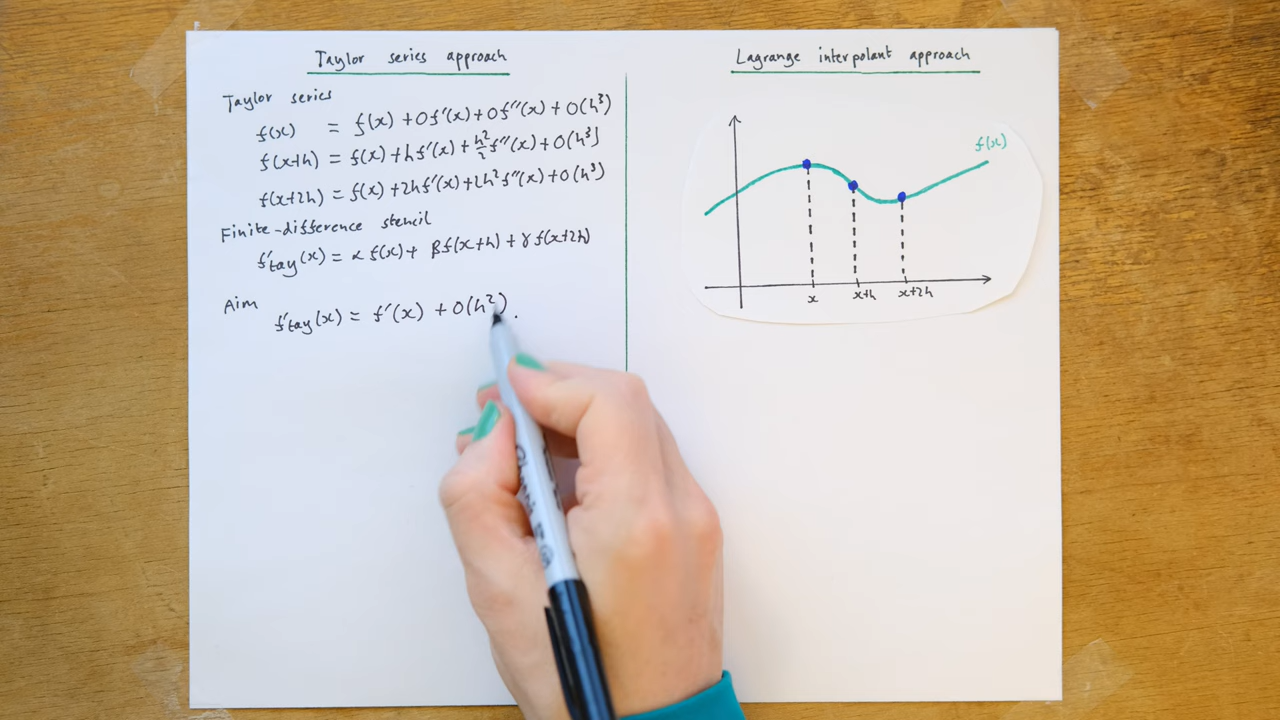 Taylor series approach
Taylor series
f(x) = f(x) + 0f′(x) + 0f″(x) + O(h³)
f(x+h) = f(x) + hf′(x) + h²/2 f″(x) + O(h³)
f(x+2h) = f(x) + 2hf′(x) + 2h²f″(x) + O(h³)
Finite-difference stencil
f′tay(x) = αf(x) + βf(x+h) + γf(x+2h)
Aim
f′tay(x) = f′(x) + O(h²).
Lagrange interpolant approach
f(x)
x x+h x+2h